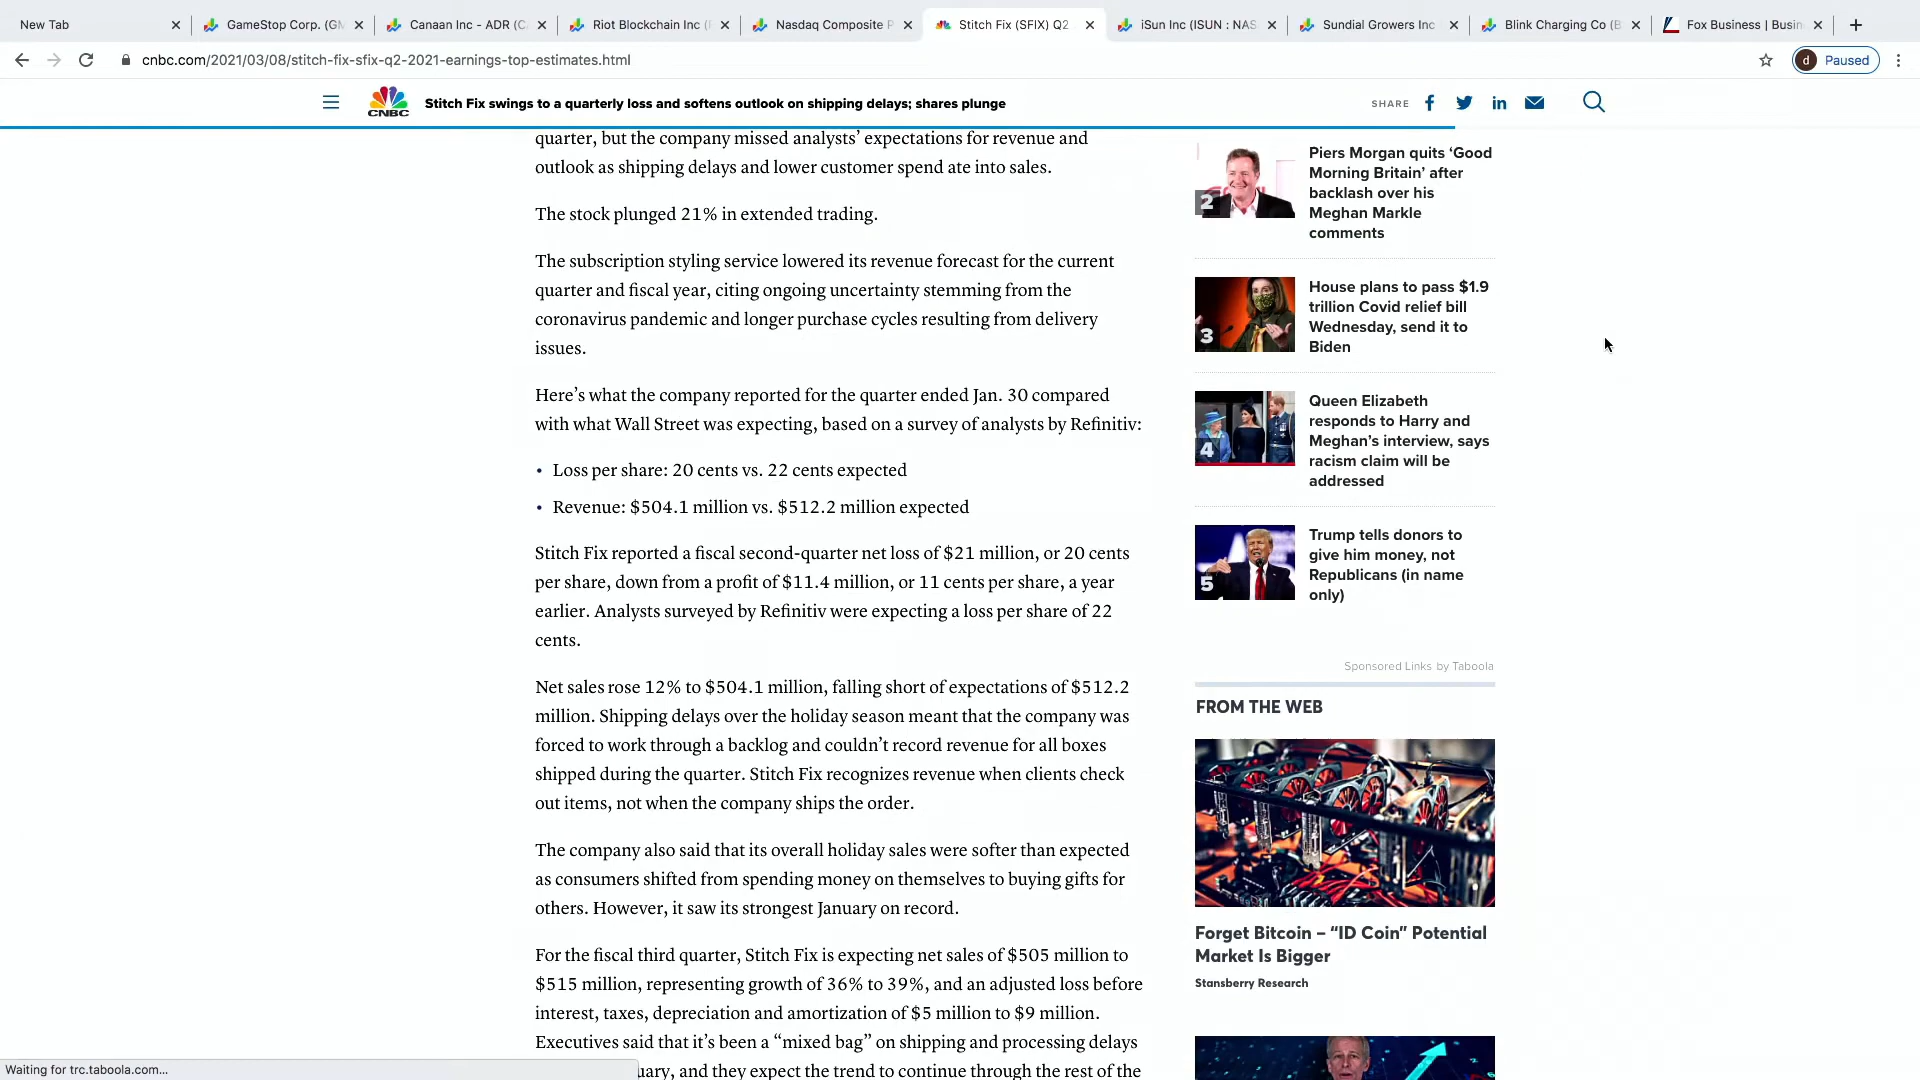 New Tab
GameStop Corp. (GM
Canaan Inc - ADR (C
Riot Blockchain Inc (
Nasdaq Composite P
Stitch Fix (SFIX) Q2
iSun Inc (ISUN : NAS
Sundial Growers Inc
Blink Charging Co (B
Fox Business | Busin
cnbc.com/2021/03/08/stitch-fix-sfix-q2-2021-earnings-top-estimates.html
d Paused
CNBC
Stitch Fix swings to a quarterly loss and softens outlook on shipping delays; shares plunge
SHARE
quarter, but the company missed analysts’ expectations for revenue and
outlook as shipping delays and lower customer spend ate into sales.
The stock plunged 21% in extended trading.
The subscription styling service lowered its revenue forecast for the current
quarter and fiscal year, citing ongoing uncertainty stemming from the
coronavirus pandemic and longer purchase cycles resulting from delivery
issues.
Here’s what the company reported for the quarter ended Jan. 30 compared
with what Wall Street was expecting, based on a survey of analysts by Refinitiv:
• Loss per share: 20 cents vs. 22 cents expected
• Revenue: $504.1 million vs. $512.2 million expected
Stitch Fix reported a fiscal second-quarter net loss of $21 million, or 20 cents
per share, down from a profit of $11.4 million, or 11 cents per share, a year
earlier. Analysts surveyed by Refinitiv were expecting a loss per share of 22
cents.
Net sales rose 12% to $504.1 million, falling short of expectations of $512.2
million. Shipping delays over the holiday season meant that the company was
forced to work through a backlog and couldn’t record revenue for all boxes
shipped during the quarter. Stitch Fix recognizes revenue when clients check
out items, not when the company ships the order.
The company also said that its overall holiday sales were softer than expected
as consumers shifted from spending money on themselves to buying gifts for
others. However, it saw its strongest January on record.
For the fiscal third quarter, Stitch Fix is expecting net sales of $505 million to
$515 million, representing growth of 36% to 39%, and an adjusted loss before
interest, taxes, depreciation and amortization of $5 million to $9 million.
Executives said that it’s been a “mixed bag” on shipping and processing delays
uary, and they expect the trend to continue through the rest of the
2
Piers Morgan quits ‘Good
Morning Britain’ after
backlash over his
Meghan Markle
comments
3
House plans to pass $1.9
trillion Covid relief bill
Wednesday, send it to
Biden
4
Queen Elizabeth
responds to Harry and
Meghan’s interview, says
racism claim will be
addressed
5
Trump tells donors to
give him money, not
Republicans (in name
only)
Sponsored Links by Taboola
FROM THE WEB
Forget Bitcoin – “ID Coin” Potential
Market Is Bigger
Stansberry Research
Waiting for trc.taboola.com...